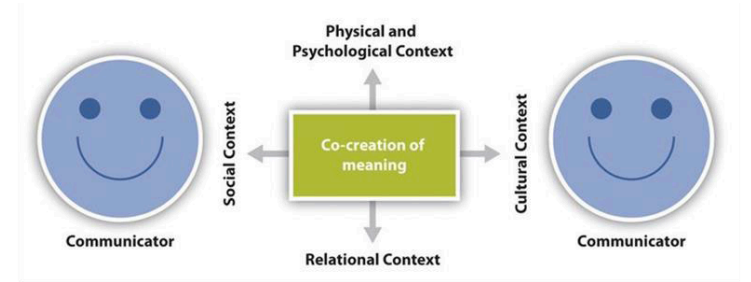 Physical and
Psychological Context
Social Context
Co-creation of
meaning
Cultural Context
Communicator
Relational Context
Communicator